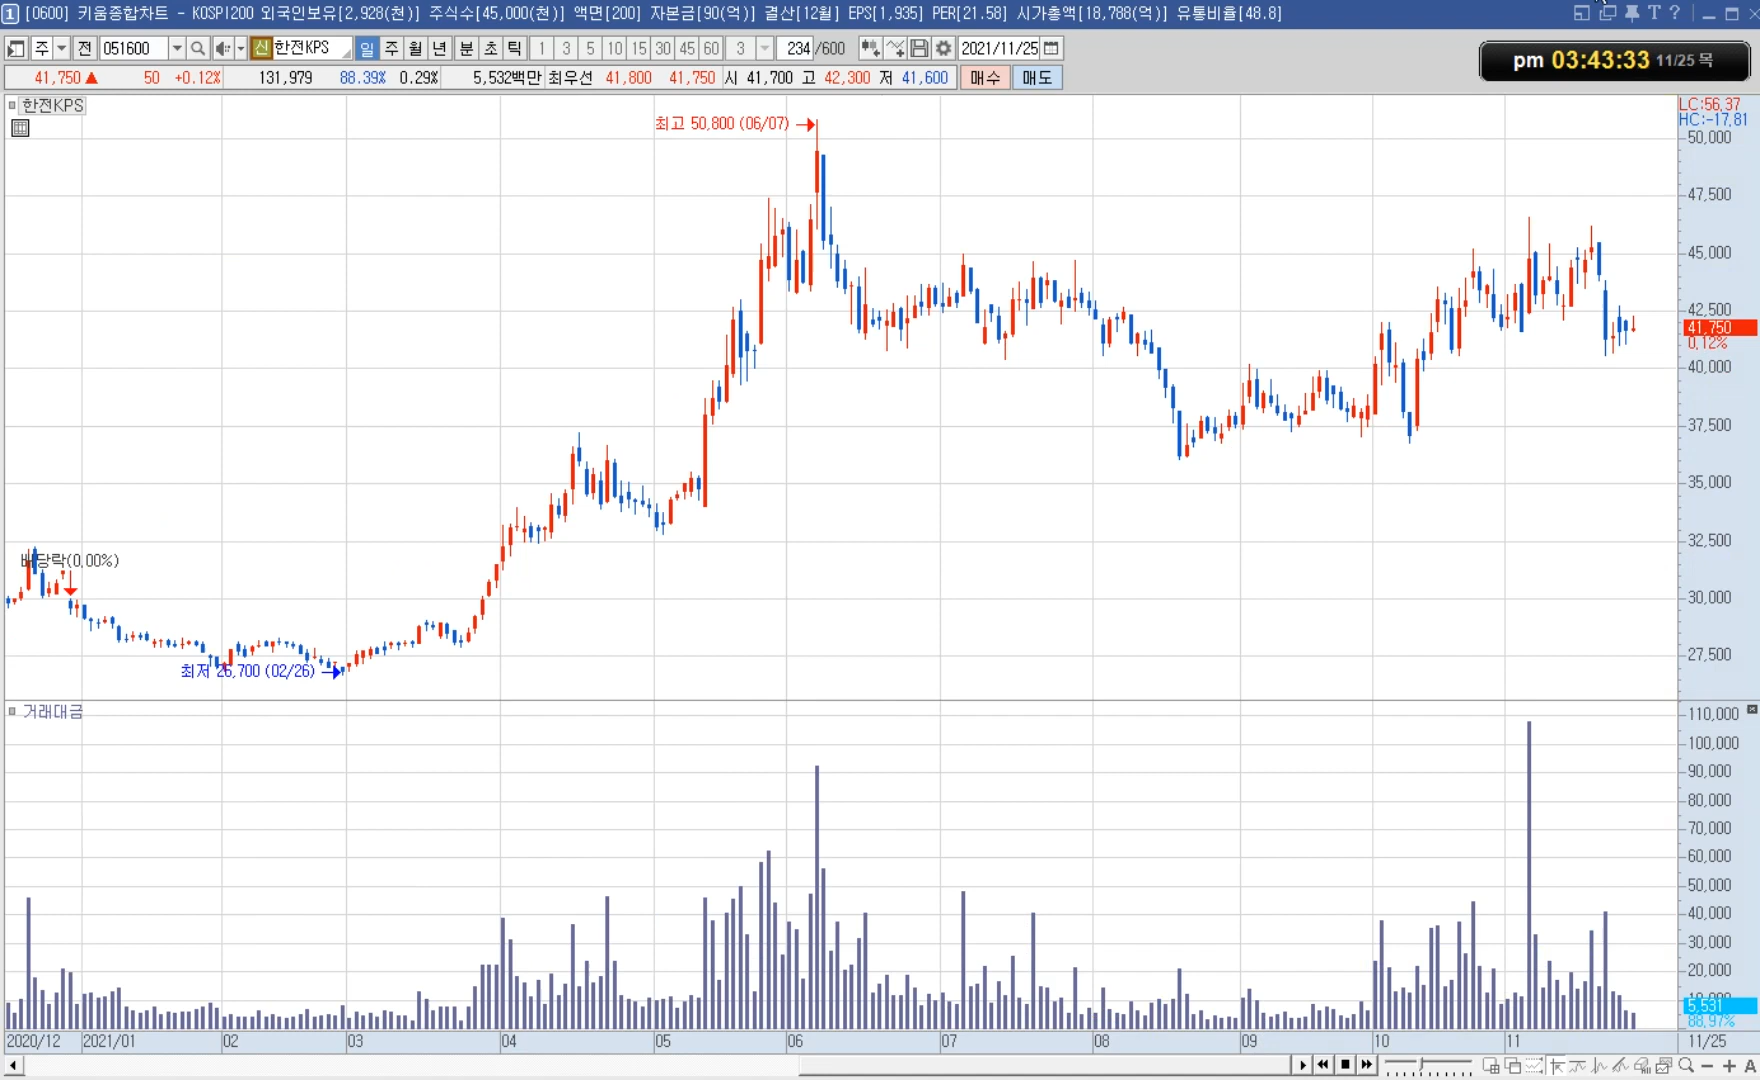 1 [0600] 키움종합차트 - KOSPI200 외국인보유[2,928(천)] 주식수[45,000(천)] 액면[200] 자본금[90(억)] 결산[12월] EPS[1,935] PER[21.58] 시가총액[18,788(억)] 유통비율[48.8] T ?
주 전 051600 신 한전KPS 일 주 월 년 분 초 틱 1 3 5 10 15 30 45 60 3 234 /600 2021/11/25
pm 03:43:33 11/25 목
41,750 ▲ 50 +0.12% 131,979 88.39% 0.29% 5,532백만 최우선 41,800 41,750 시 41,700 고 42,300 저 41,600 매수 매도
한전KPS
LC:56.37
HC:-17.81
최고 50,800 (06/07)
50,000
47,500
45,000
42,500
41,750
0.12%
40,000
37,500
35,000
32,500
배당락(0.00%)
30,000
27,500
최저 26,700 (02/26)
거래대금
110,000
100,000
90,000
80,000
70,000
60,000
50,000
40,000
30,000
20,000
10,000
5,531
88.97%
2020/12 2021/01 02 03 04 05 06 07 08 09 10 11 11/25
A